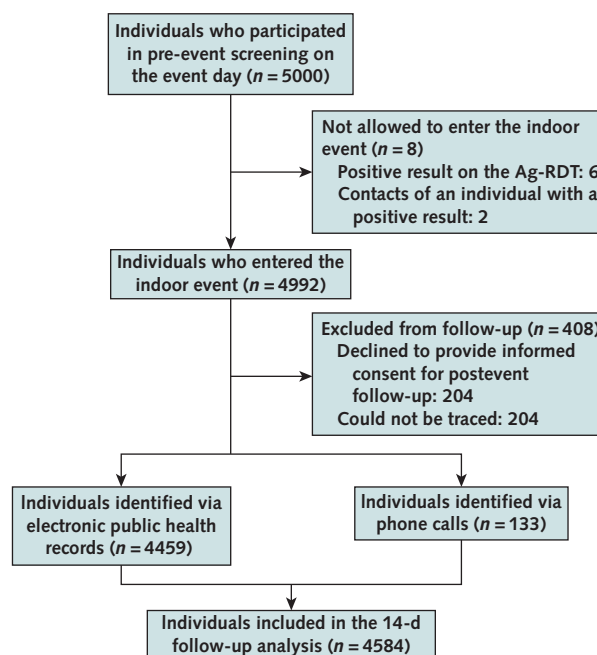 Individuals who participated
in pre-event screening on
the event day (n = 5000)
Not allowed to enter the indoor
event (n = 8)
Positive result on the Ag-RDT: 6
Contacts of an individual with a
positive result: 2
Individuals who entered the
indoor event (n = 4992)
Excluded from follow-up (n = 408)
Declined to provide informed
consent for postevent
follow-up: 204
Could not be traced: 204
Individuals identified via
electronic public health
records (n = 4459)
Individuals identified via
phone calls (n = 133)
Individuals included in the 14-d
follow-up analysis (n = 4584)